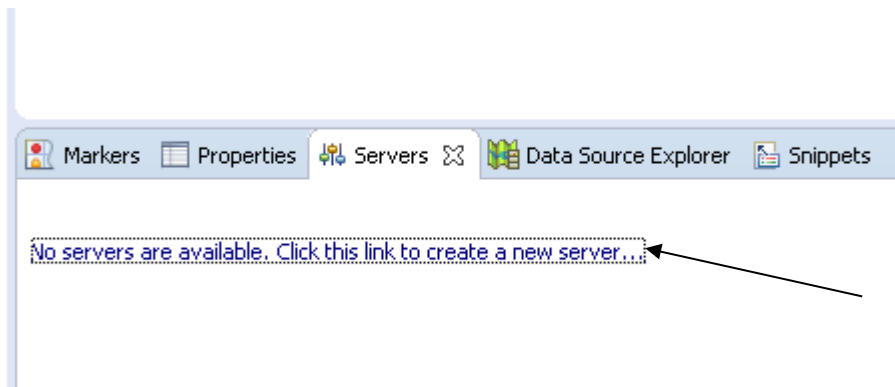 Markers Properties Servers Data Source Explorer Snippets
No servers are available. Click this link to create a new server...